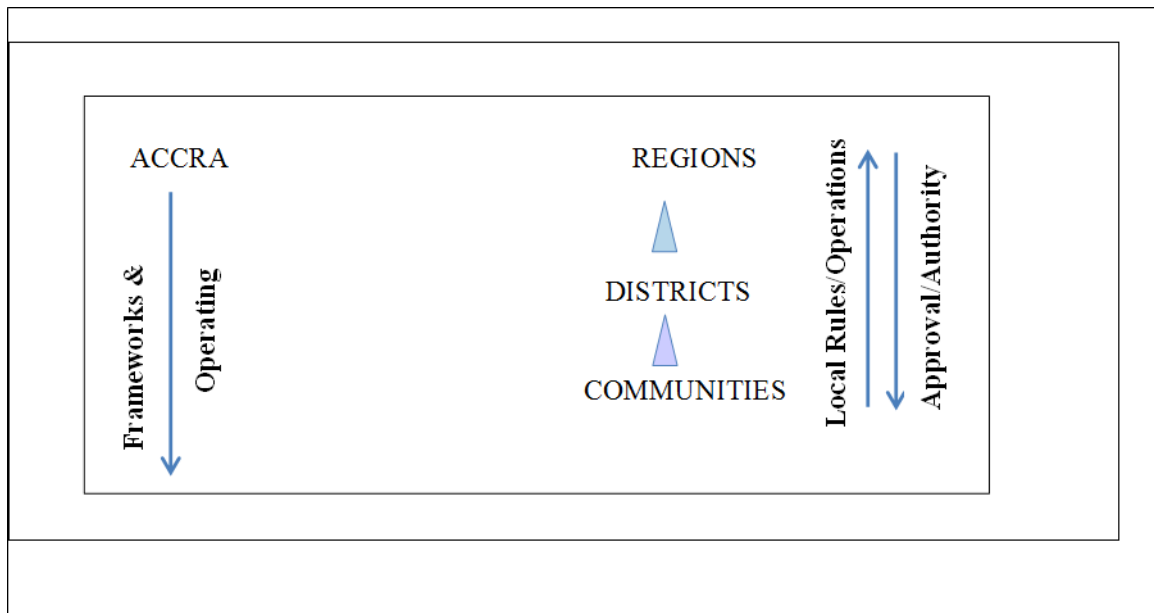 ACCRA
Frameworks &
Operating
REGIONS
DISTRICTS
COMMUNITIES
Local Rules/Operations
Approval/Authority